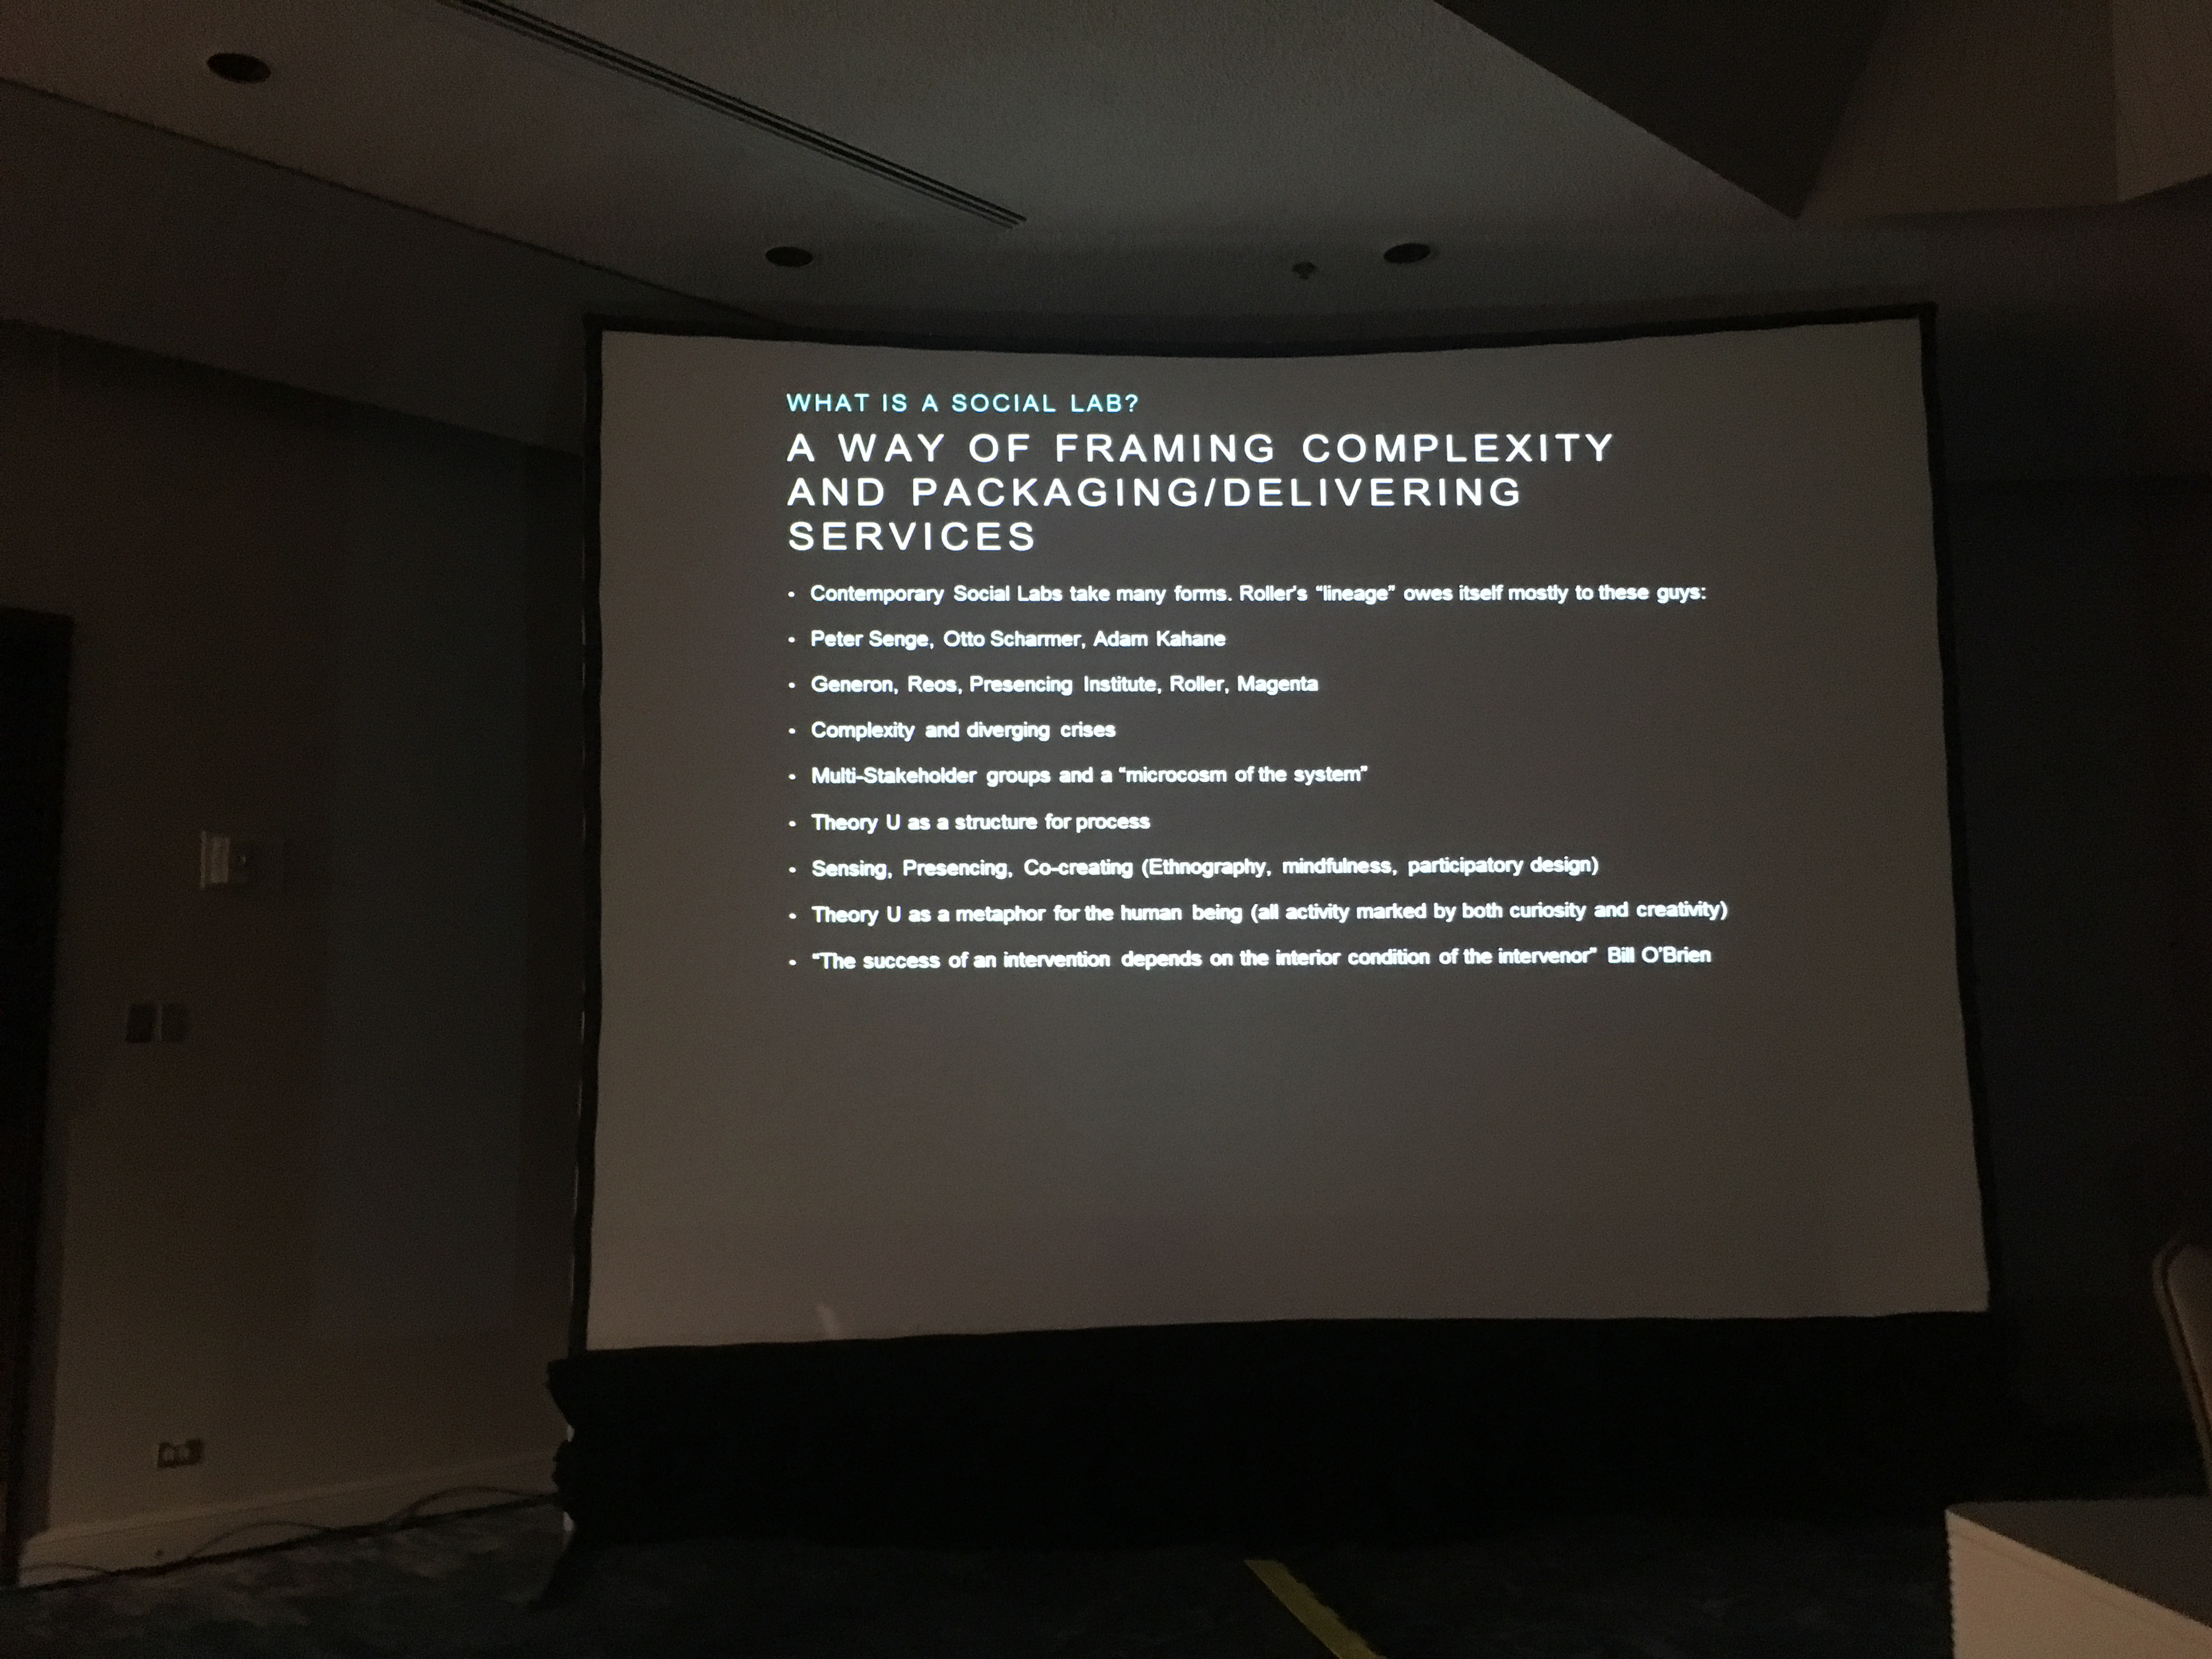 WHAT IS A SOCIAL LAB?
A WAY OF FRAMING COMPLEXITY
AND PACKAGING/DELIVERING
SERVICES
• Contemporary Social Labs take many forms. Roller's “lineage” owes itself mostly to these guys:
• Peter Senge, Otto Scharmer, Adam Kahane
• Generon, Reos, Presencing Institute, Roller, Magenta
• Complexity and diverging crises
• Multi-Stakeholder groups and a “microcosm of the system”
• Theory U as a structure for process
• Sensing, Presencing, Co-creating (Ethnography, mindfulness, participatory design)
• Theory U as a metaphor for the human being (all activity marked by both curiosity and creativity)
• “The success of an intervention depends on the interior condition of the intervenor” Bill O'Brien